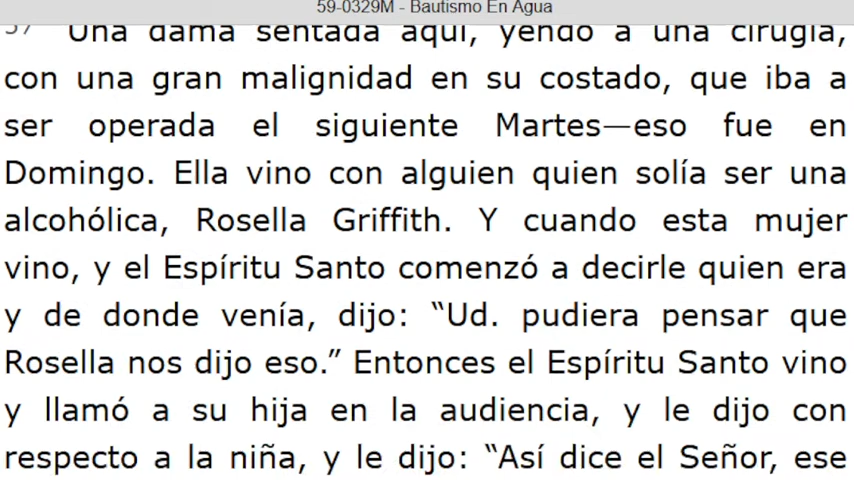 59-0329M - Bautismo En Agua
57 Una dama sentada aquí, yendo a una cirugía,
con una gran malignidad en su costado, que iba a
ser operada el siguiente Martes—eso fue en
Domingo. Ella vino con alguien quien solía ser una
alcohólica, Rosella Griffith. Y cuando esta mujer
vino, y el Espíritu Santo comenzó a decirle quien era
y de donde venía, dijo: “Ud. pudiera pensar que
Rosella nos dijo eso.” Entonces el Espíritu Santo vino
y llamó a su hija en la audiencia, y le dijo con
respecto a la niña, y le dijo: “Así dice el Señor, ese